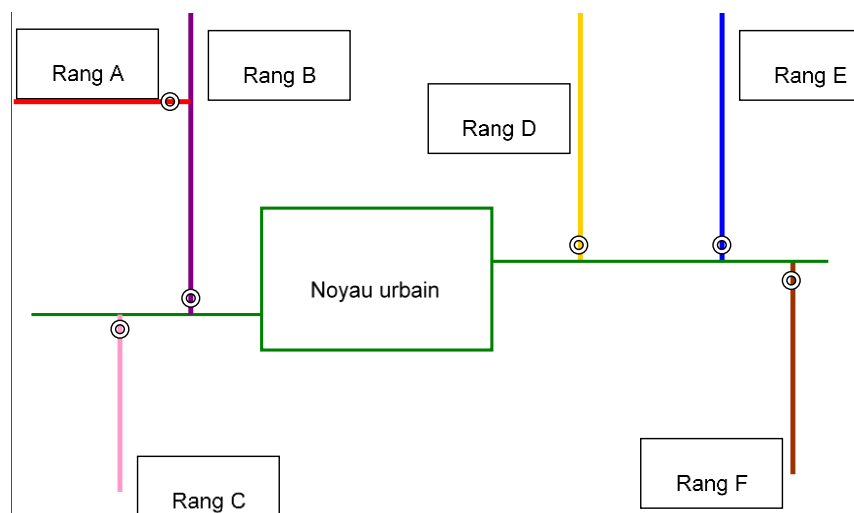 Rang A
Rang B
Rang D
Rang E
Noyau urbain
Rang C
Rang F